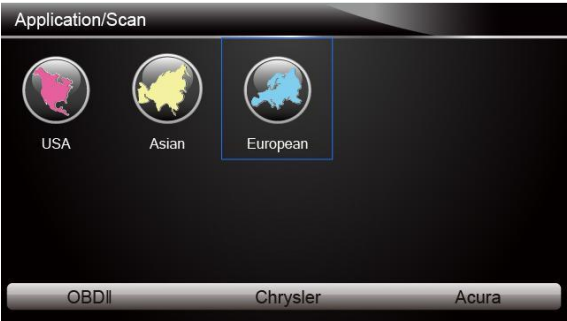 Application/Scan
USA Asian European
OBDⅡ Chrysler Acura